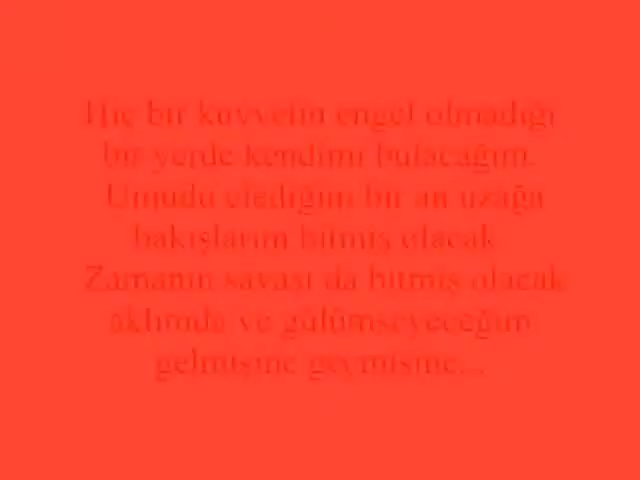 Hiç bir kuvvetin engel olmadığı
bir yerde kendimi bulacağım.
Umudu elediğim bir an uzağa
bakışlarım bitmiş olacak
Zamanın savaşı da bitmiş olacak
aklımda ve gülümseyeceğim
gelmişine geçmişine...